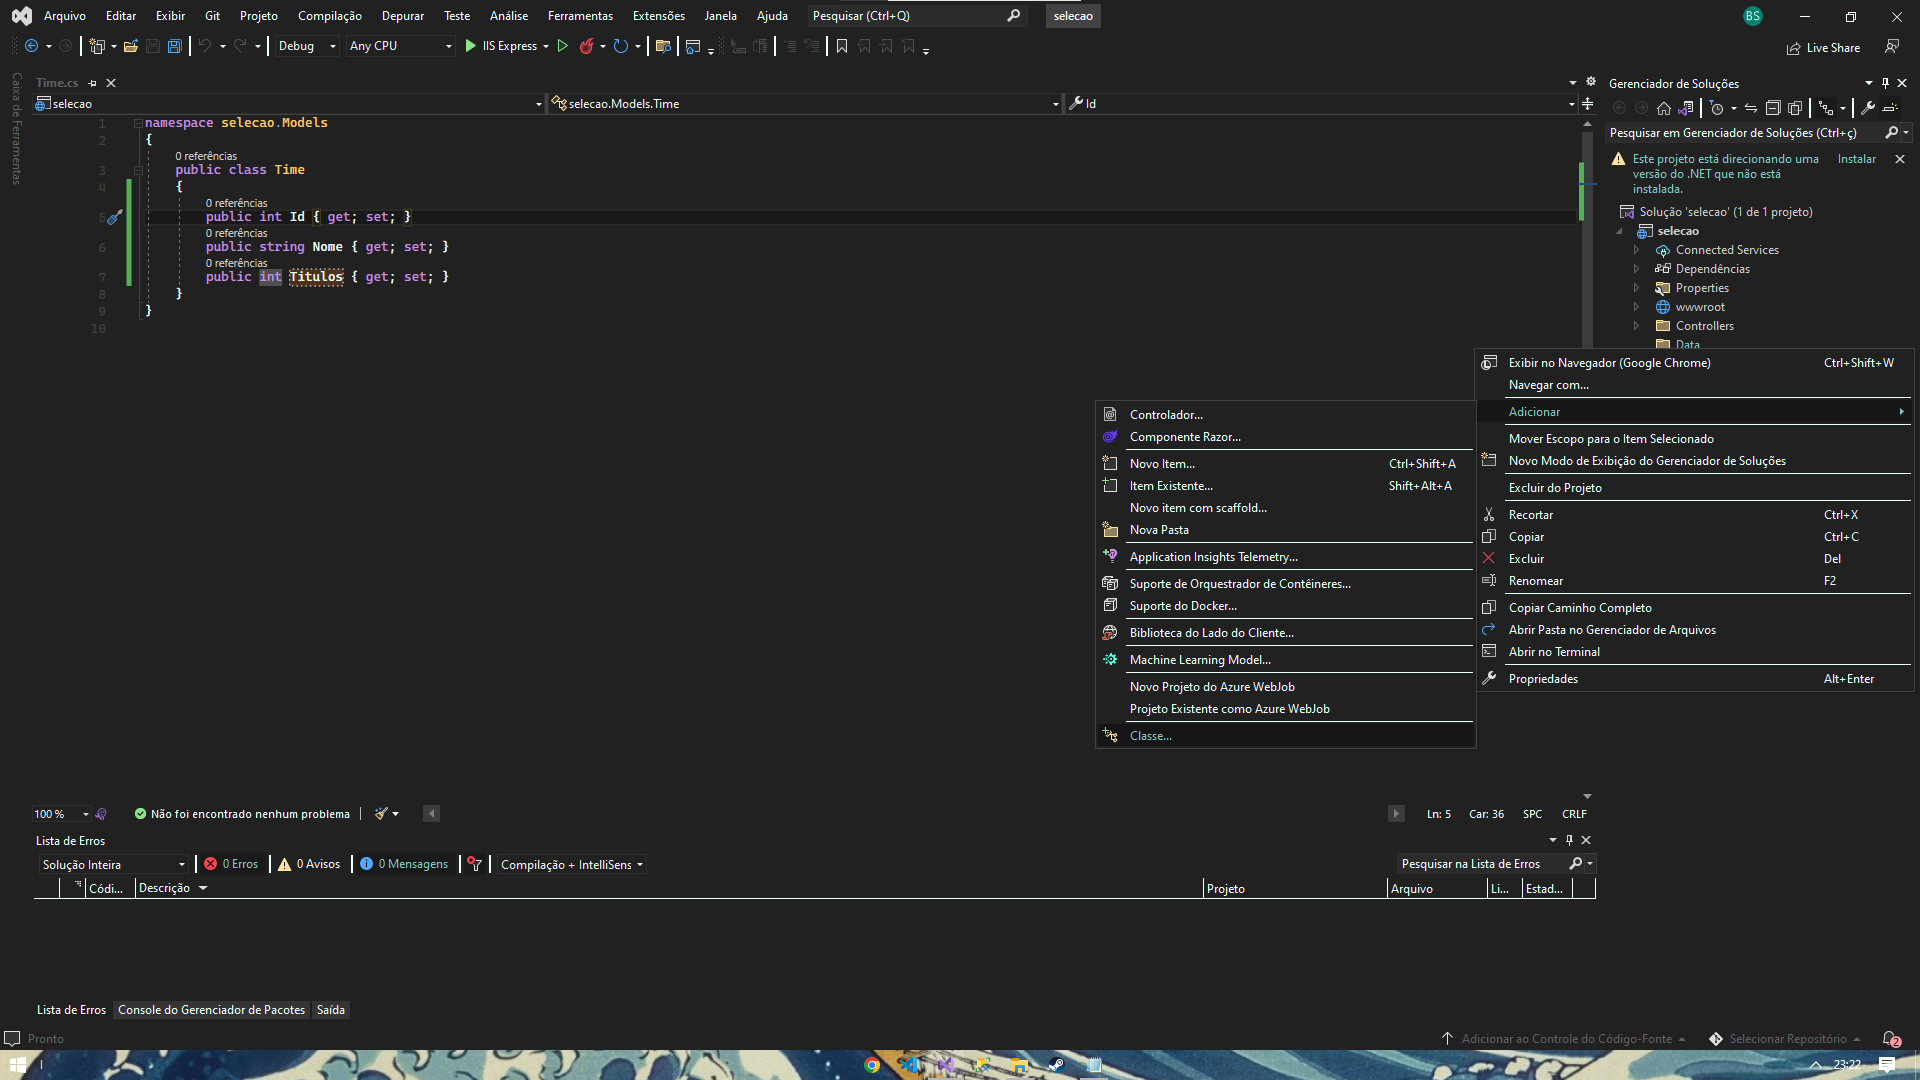 Arquivo Editar Exibir Git Projeto Compilação Depurar Teste Análise Ferramentas Extensões Janela Ajuda Pesquisar (Ctrl+Q) selecao BS
Debug Any CPU IIS Express Live Share
Caixa de Ferramentas
Time.cs
selecao selecao.Models.Time Id
1 namespace selecao.Models
2 {
0 referências
3 public class Time
4 {
0 referências
5 public int Id { get; set; }
0 referências
6 public string Nome { get; set; }
0 referências
7 public int Titulos { get; set; }
8 }
9 }
10
Gerenciador de Soluções
Pesquisar em Gerenciador de Soluções (Ctrl+ç)
Este projeto está direcionando uma versão do .NET que não está instalada. Instalar
Solução 'selecao' (1 de 1 projeto)
selecao
Connected Services
Dependências
Properties
wwwroot
Controllers
Data
Exibir no Navegador (Google Chrome) Ctrl+Shift+W
Navegar com...
Adicionar
Mover Escopo para o Item Selecionado
Novo Modo de Exibição do Gerenciador de Soluções
Excluir do Projeto
Recortar Ctrl+X
Copiar Ctrl+C
Excluir Del
Renomear F2
Copiar Caminho Completo
Abrir Pasta no Gerenciador de Arquivos
Abrir no Terminal
Propriedades Alt+Enter
Controlador...
Componente Razor...
Novo Item... Ctrl+Shift+A
Item Existente... Shift+Alt+A
Novo item com scaffold...
Nova Pasta
Application Insights Telemetry...
Suporte de Orquestrador de Contêineres...
Suporte do Docker...
Biblioteca do Lado do Cliente...
Machine Learning Model...
Novo Projeto do Azure WebJob
Projeto Existente como Azure WebJob
Classe...
100 % Não foi encontrado nenhum problema Ln: 5 Car: 36 SPC CRLF
Lista de Erros
Solução Inteira 0 Erros 0 Avisos 0 Mensagens Compilação + IntelliSens Pesquisar na Lista de Erros
Códi... Descrição Projeto Arquivo Li... Estad...
Lista de Erros Console do Gerenciador de Pacotes Saída
Pronto Adicionar ao Controle do Código-Fonte Selecionar Repositório 2
23:22